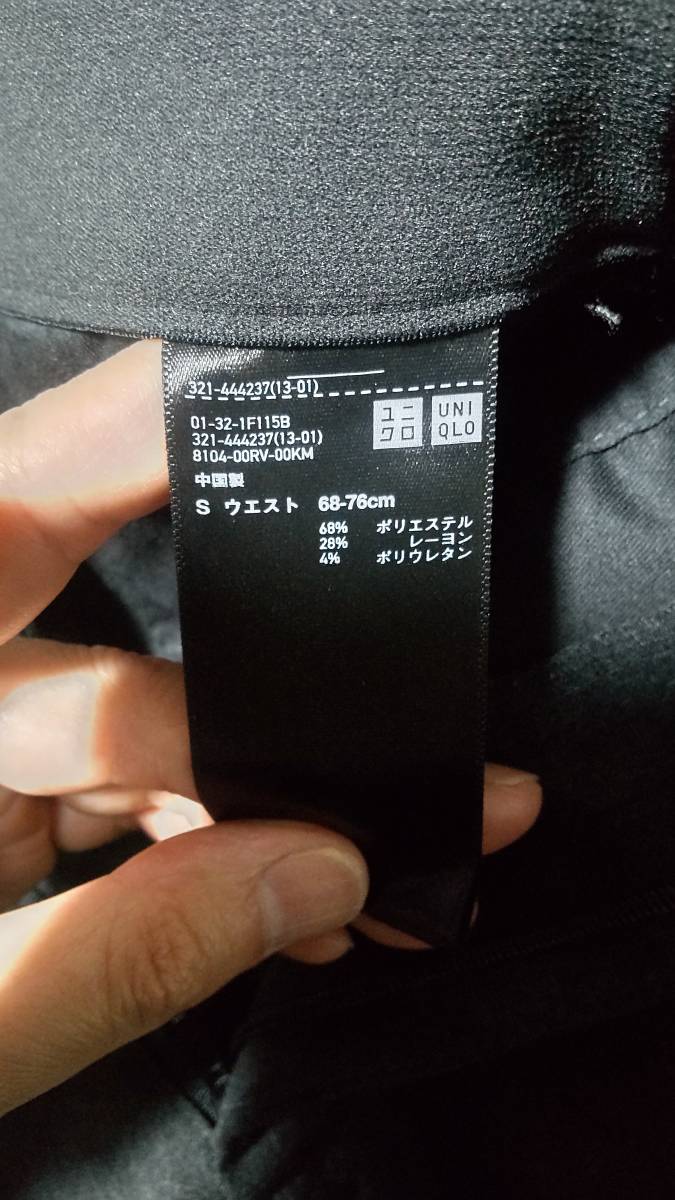 321-444237(13-01)
01-32-1F115B
321-444237(13-01)
8104-00RV-00KM
ユニ
クロ
UNI
QLO
中国製
S ウエスト 68-76cm
68% ポリエステル
28% レーヨン
4% ポリウレタン